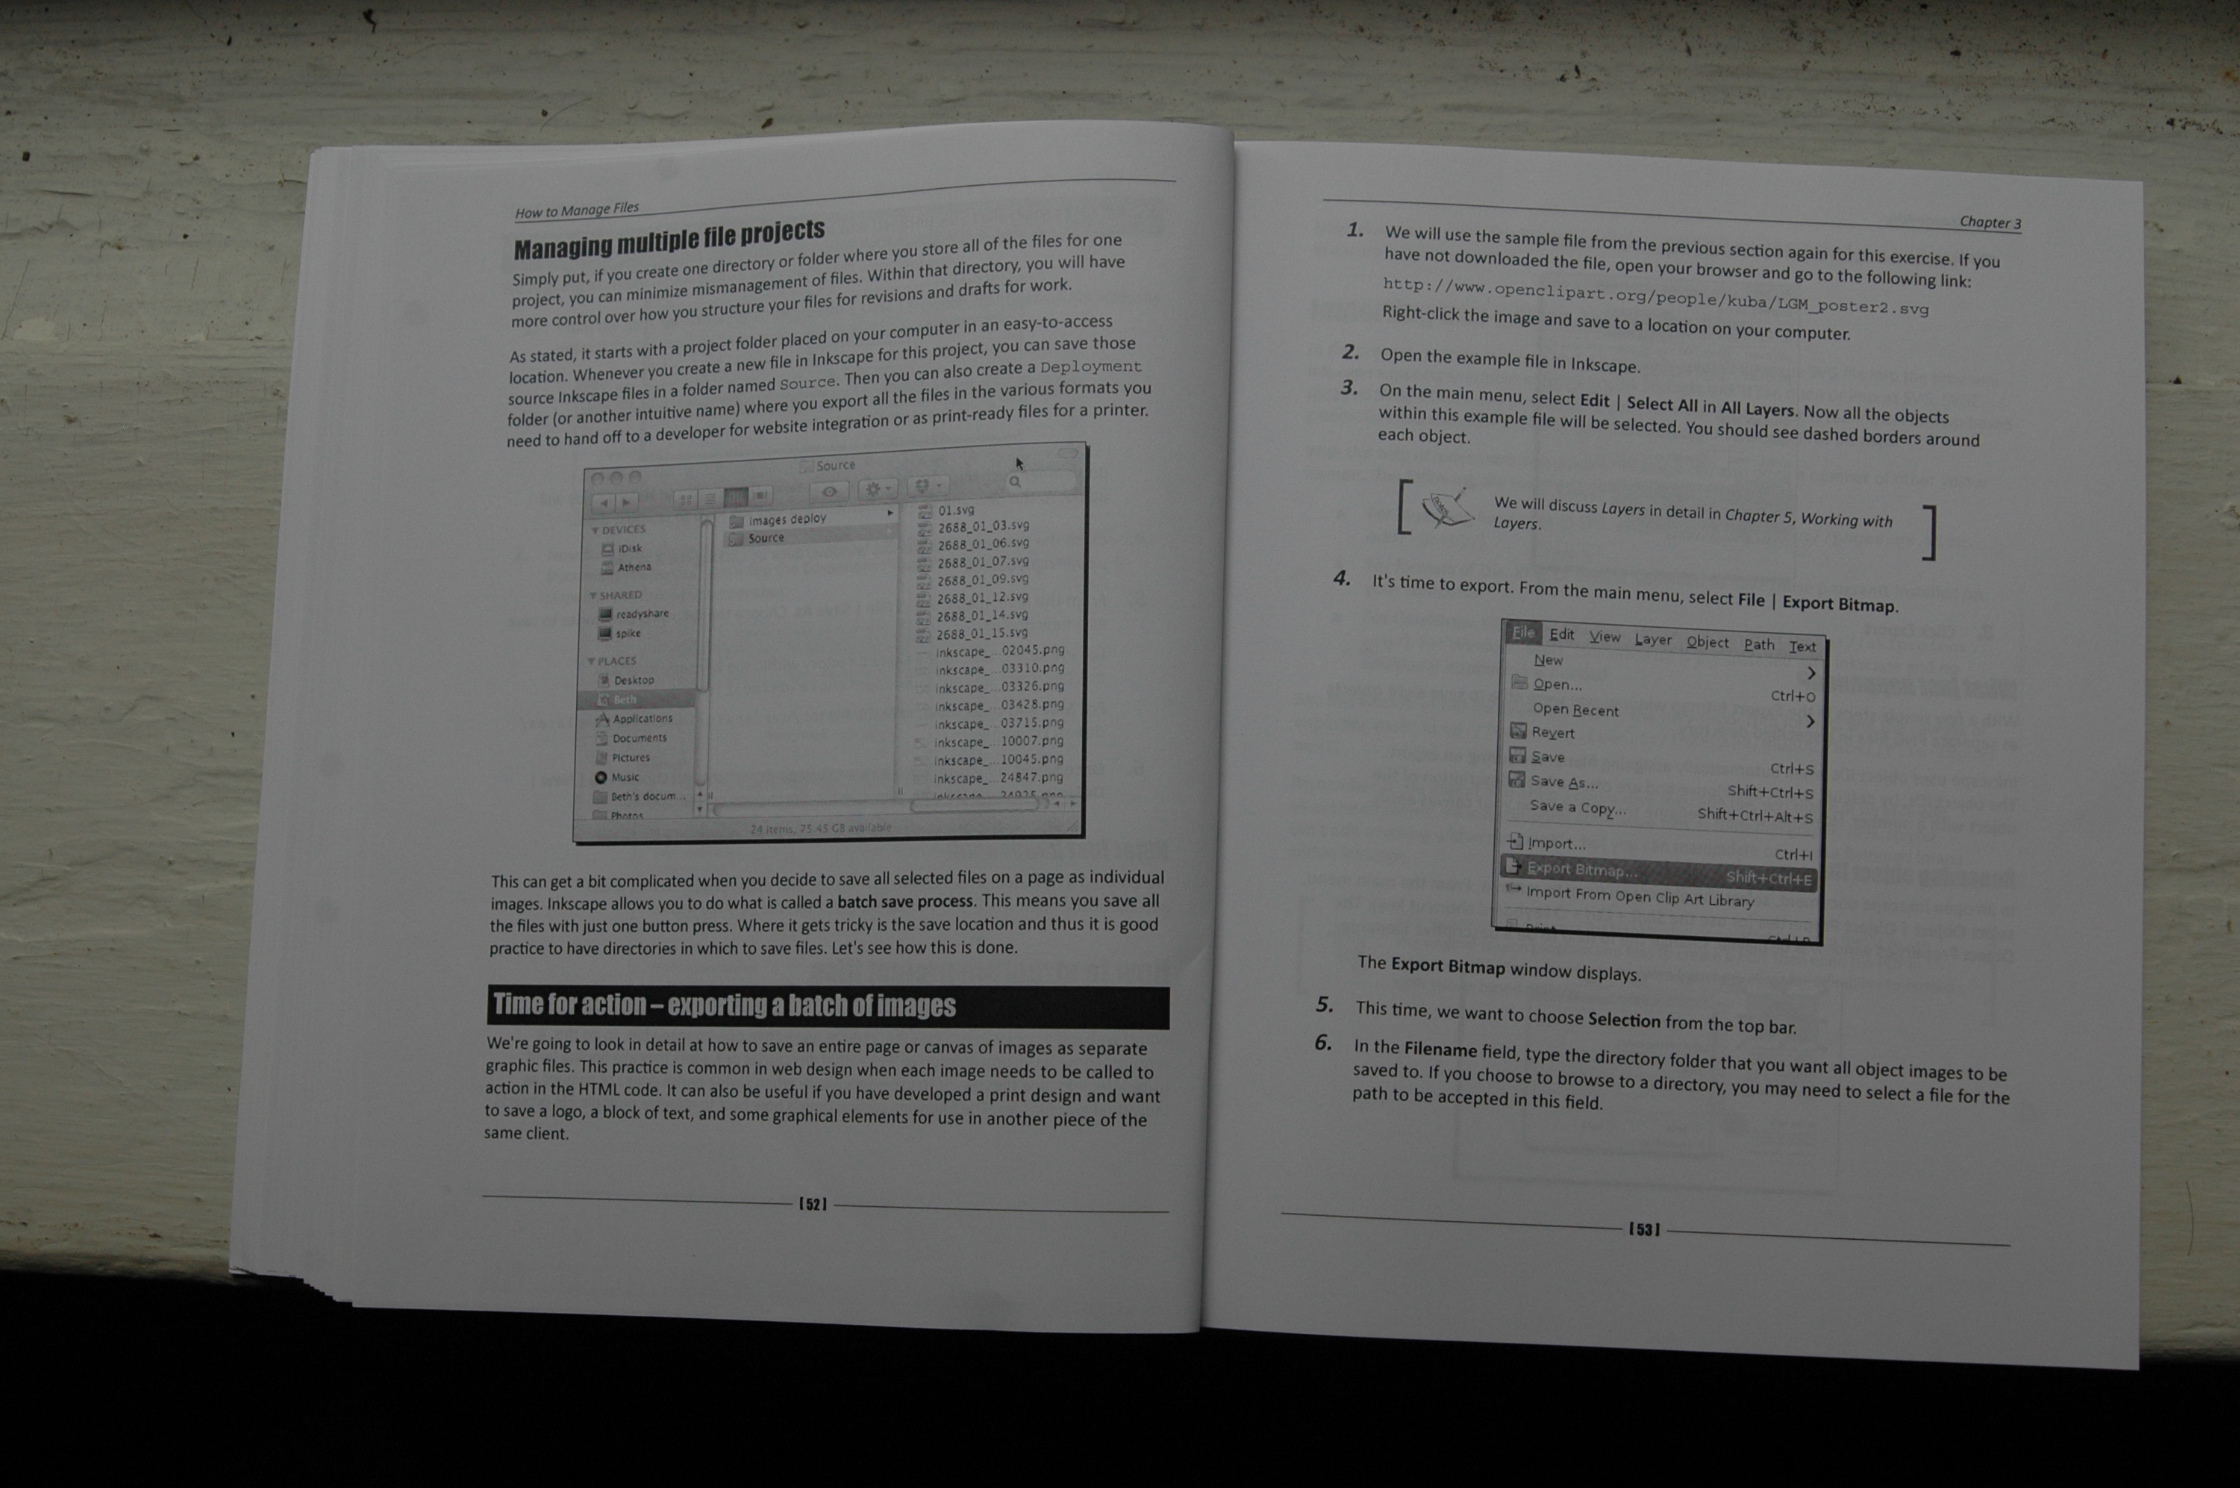 How to Manage Files
Managing multiple file projects
Simply put, if you create one directory or folder where you store all of the files for one
project, you can minimize mismanagement of files. Within that directory, you will have
more control over how you structure your files for revisions and drafts for work.
As stated, it starts with a project folder placed on your computer in an easy-to-access
location. Whenever you create a new file in Inkscape for this project, you can save those
source Inkscape files in a folder named Source. Then you can also create a Deployment
folder (or another intuitive name) where you export all the files in the various formats you
need to hand off to a developer for website integration or as print-ready files for a printer.
Source
DEVICES
iDisk
Athena
SHARED
readyshare
spike
PLACES
Desktop
Beth
Applications
Documents
Pictures
Music
Beth's docum...
Photos
images deploy
Source
01.svg
2688_01_03.svg
2688_01_06.svg
2688_01_07.svg
2688_01_09.svg
2688_01_12.svg
2688_01_14.svg
2688_01_15.svg
inkscape_...02045.png
inkscape_...03310.png
inkscape_...03326.png
inkscape_...03428.png
inkscape_...03715.png
inkscape_...10007.png
inkscape_...10045.png
inkscape_...24847.png
24 items, 75.45 GB available
This can get a bit complicated when you decide to save all selected files on a page as individual
images. Inkscape allows you to do what is called a batch save process. This means you save all
the files with just one button press. Where it gets tricky is the save location and thus it is good
practice to have directories in which to save files. Let's see how this is done.
Time for action – exporting a batch of images
We're going to look in detail at how to save an entire page or canvas of images as separate
graphic files. This practice is common in web design when each image needs to be called to
action in the HTML code. It can also be useful if you have developed a print design and want
to save a logo, a block of text, and some graphical elements for use in another piece of the
same client.
[52]
Chapter 3
1. We will use the sample file from the previous section again for this exercise. If you
have not downloaded the file, open your browser and go to the following link:
http://www.openclipart.org/people/kuba/LGM_poster2.svg
Right-click the image and save to a location on your computer.
2. Open the example file in Inkscape.
3. On the main menu, select Edit | Select All in All Layers. Now all the objects
within this example file will be selected. You should see dashed borders around
each object.
We will discuss Layers in detail in Chapter 5, Working with
Layers.
4. It's time to export. From the main menu, select File | Export Bitmap.
File Edit View Layer Object Path Text
New
Open... Ctrl+O
Open Recent
Revert
Save Ctrl+S
Save As... Shift+Ctrl+S
Save a Copy... Shift+Ctrl+Alt+S
Import... Ctrl+I
Export Bitmap... Shift+Ctrl+E
Import From Open Clip Art Library
The Export Bitmap window displays.
5. This time, we want to choose Selection from the top bar.
6. In the Filename field, type the directory folder that you want all object images to be
saved to. If you choose to browse to a directory, you may need to select a file for the
path to be accepted in this field.
[53]